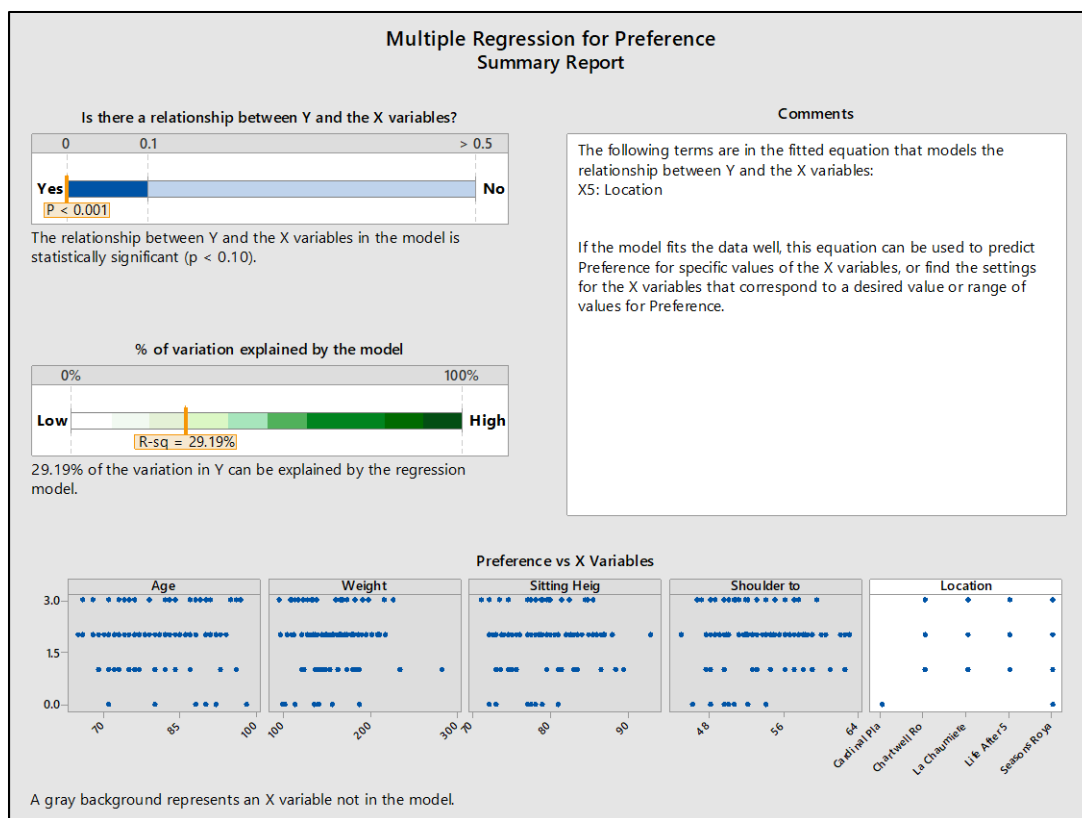 Multiple Regression for Preference
Summary Report
Is there a relationship between Y and the X variables?
0 0.1 > 0.5
Yes No
P < 0.001
The relationship between Y and the X variables in the model is
statistically significant (p < 0.10).
% of variation explained by the model
0% 100%
Low High
R-sq = 29.19%
29.19% of the variation in Y can be explained by the regression
model.
Comments
The following terms are in the fitted equation that models the
relationship between Y and the X variables:
X5: Location
If the model fits the data well, this equation can be used to predict
Preference for specific values of the X variables, or find the settings
for the X variables that correspond to a desired value or range of
values for Preference.
Preference vs X Variables
Age Weight Sitting Heig Shoulder to Location
3.0
1.5
0.0
70 85 100 100 200 300 70 80 90 48 56 64 Cardinal Pla Chartwell Ro La Chaumiere Life After 5 Seasons Roya
A gray background represents an X variable not in the model.